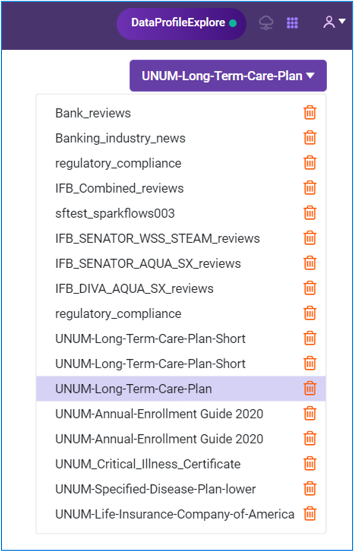 DataProfileExplore
UNUM-Long-Term-Care-Plan
Bank_reviews
Banking_industry_news
regulatory_compliance
IFB_Combined_reviews
sftest_sparkflows003
IFB_SENATOR_WSS_STEAM_reviews
IFB_SENATOR_AQUA_SX_reviews
IFB_DIVA_AQUA_SX_reviews
regulatory_compliance
UNUM-Long-Term-Care-Plan-Short
UNUM-Long-Term-Care-Plan-Short
UNUM-Long-Term-Care-Plan
UNUM-Annual-Enrollment Guide 2020
UNUM-Annual-Enrollment Guide 2020
UNUM_Critical_Illness_Certificate
UNUM-Specified-Disease-Plan-lower
UNUM-Life-Insurance-Company-of-America